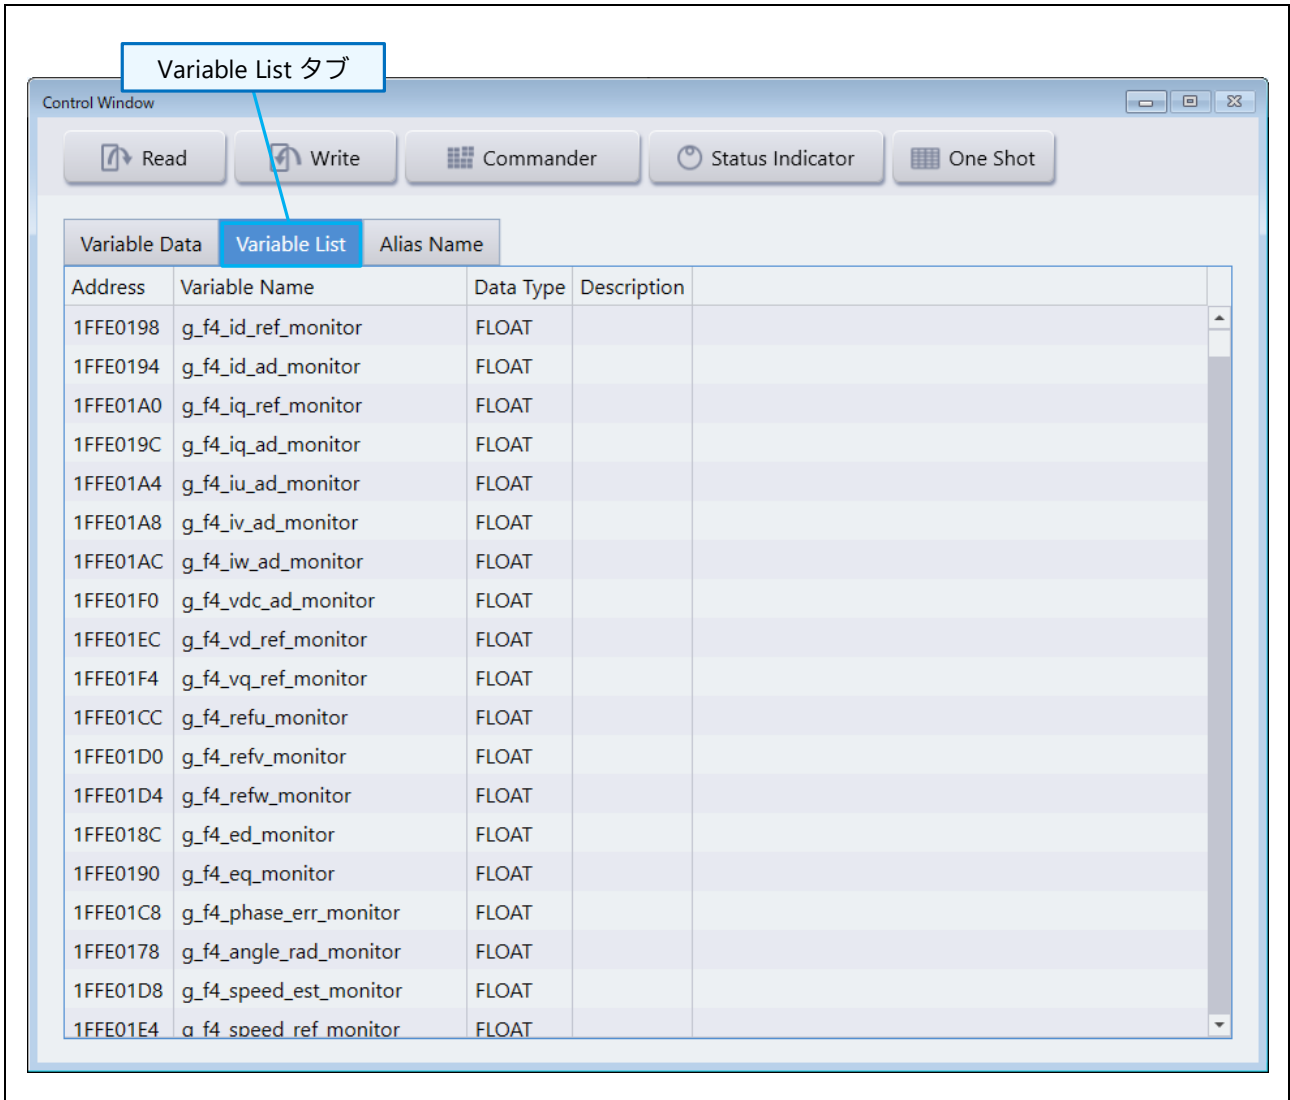 Variable List タブ
Control Window
Read Write Commander Status Indicator One Shot
Variable Data Variable List Alias Name
Address Variable Name Data Type Description
1FFE0198 g_f4_id_ref_monitor FLOAT
1FFE0194 g_f4_id_ad_monitor FLOAT
1FFE01A0 g_f4_iq_ref_monitor FLOAT
1FFE019C g_f4_iq_ad_monitor FLOAT
1FFE01A4 g_f4_iu_ad_monitor FLOAT
1FFE01A8 g_f4_iv_ad_monitor FLOAT
1FFE01AC g_f4_iw_ad_monitor FLOAT
1FFE01F0 g_f4_vdc_ad_monitor FLOAT
1FFE01EC g_f4_vd_ref_monitor FLOAT
1FFE01F4 g_f4_vq_ref_monitor FLOAT
1FFE01CC g_f4_refu_monitor FLOAT
1FFE01D0 g_f4_refv_monitor FLOAT
1FFE01D4 g_f4_refw_monitor FLOAT
1FFE018C g_f4_ed_monitor FLOAT
1FFE0190 g_f4_eq_monitor FLOAT
1FFE01C8 g_f4_phase_err_monitor FLOAT
1FFE0178 g_f4_angle_rad_monitor FLOAT
1FFE01D8 g_f4_speed_est_monitor FLOAT
1FFE01E4 g_f4_speed_ref_monitor FLOAT